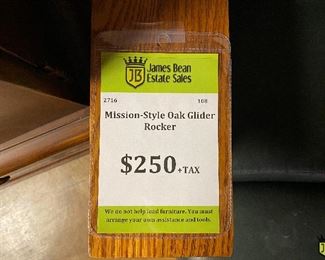 JB
James Bean
Estate Sales
2716 108
Mission-Style Oak Glider
Rocker
$250+TAX
We do not help load furniture. You must
arrange your own assistance and tools.